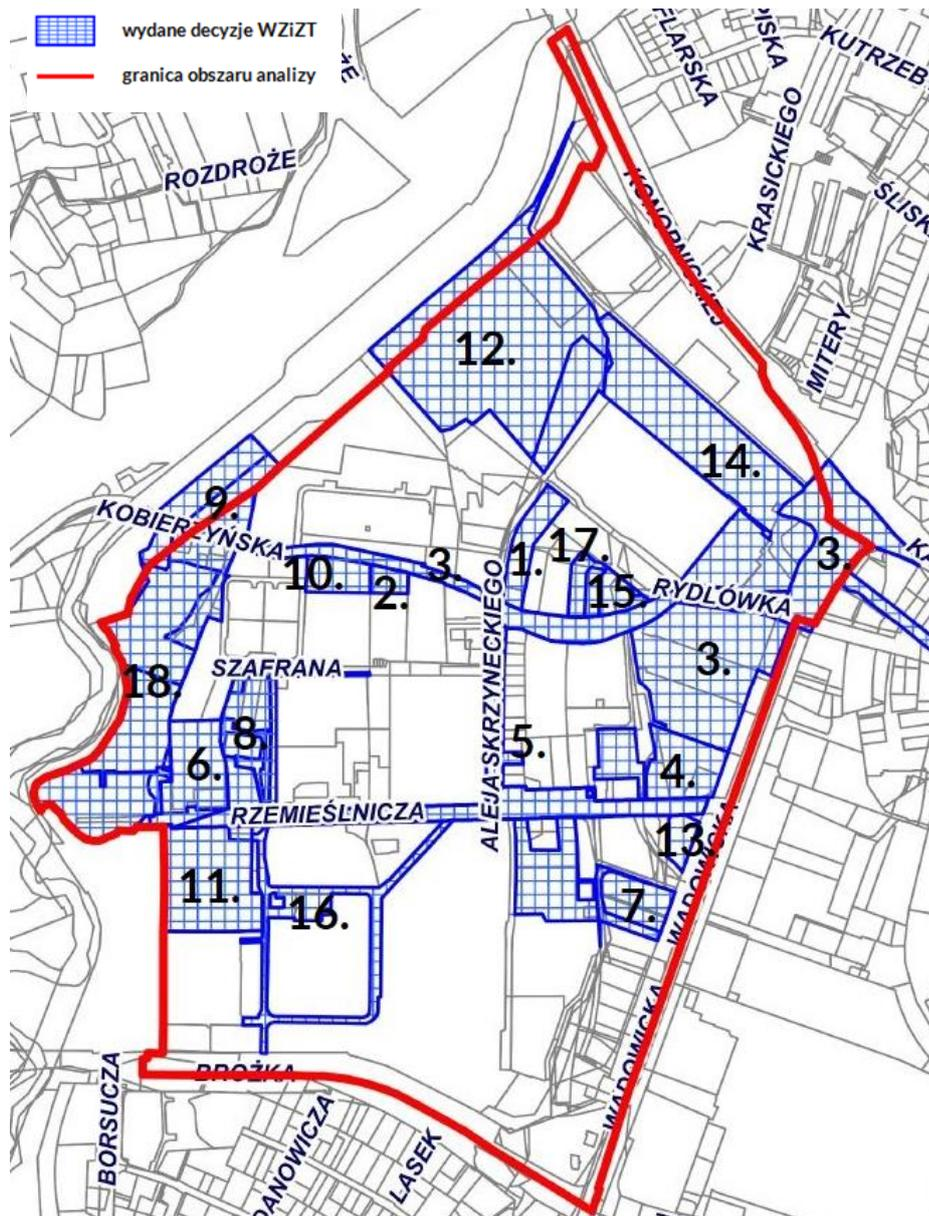 wydane decyzje WZiZT
granica obszaru analizy
KUTRZEB
ROZDROŻE
KRASICKIEGO
ŚLISK
KONOPNICKIEJ
MITERY
12.
14.
9.
KOBIERZYŃSKA
10.
2.
3.
1.
17.
15.
RYDLÓWKA
3.
3.
18.
SZAFRANA
8.
6.
5.
4.
ALEJA SKRZYNECKIEGO
RZEMIEŚLNICZA
13.
WADOWICKA
11.
16.
7.
WADOWICKA
BROŻKA
BORSUCZA
DANOWICZA
LASEK